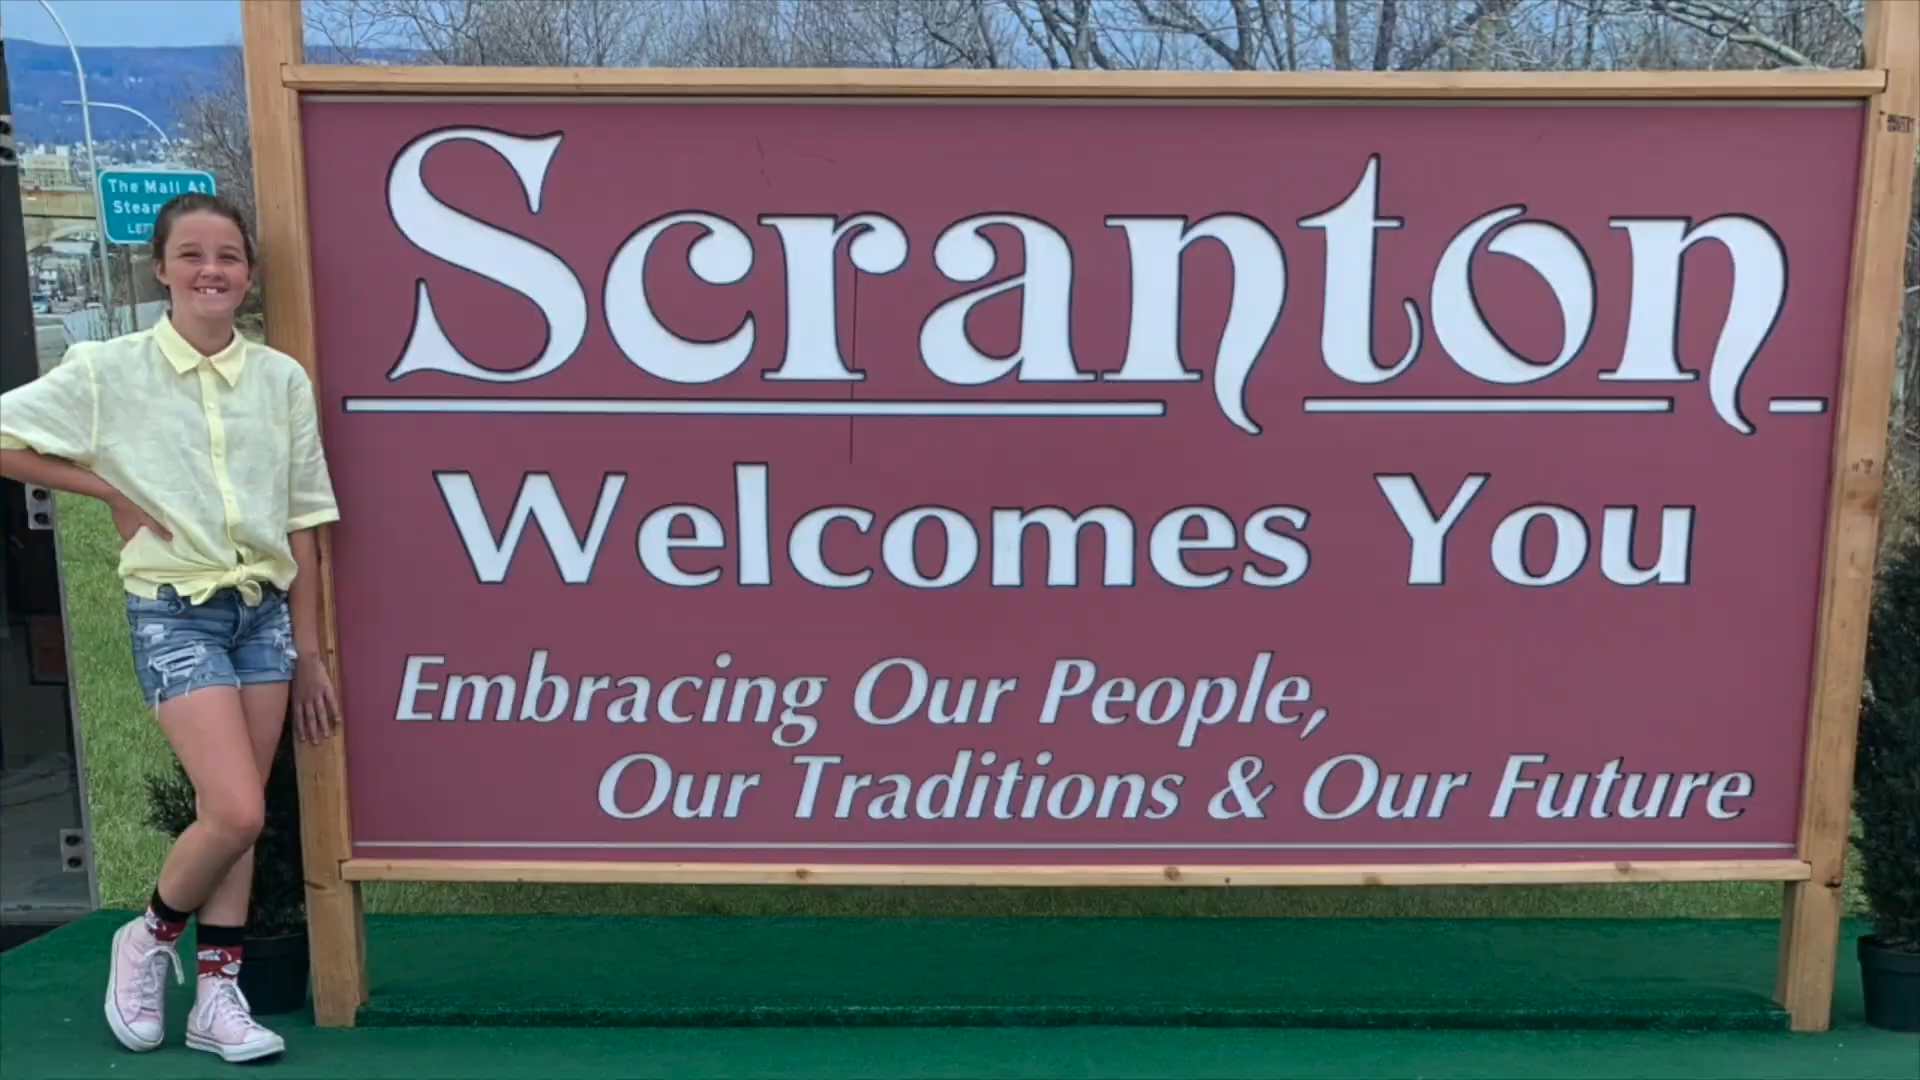 The Mall At
Scranton
Welcomes You
Embracing Our People,
Our Traditions & Our Future